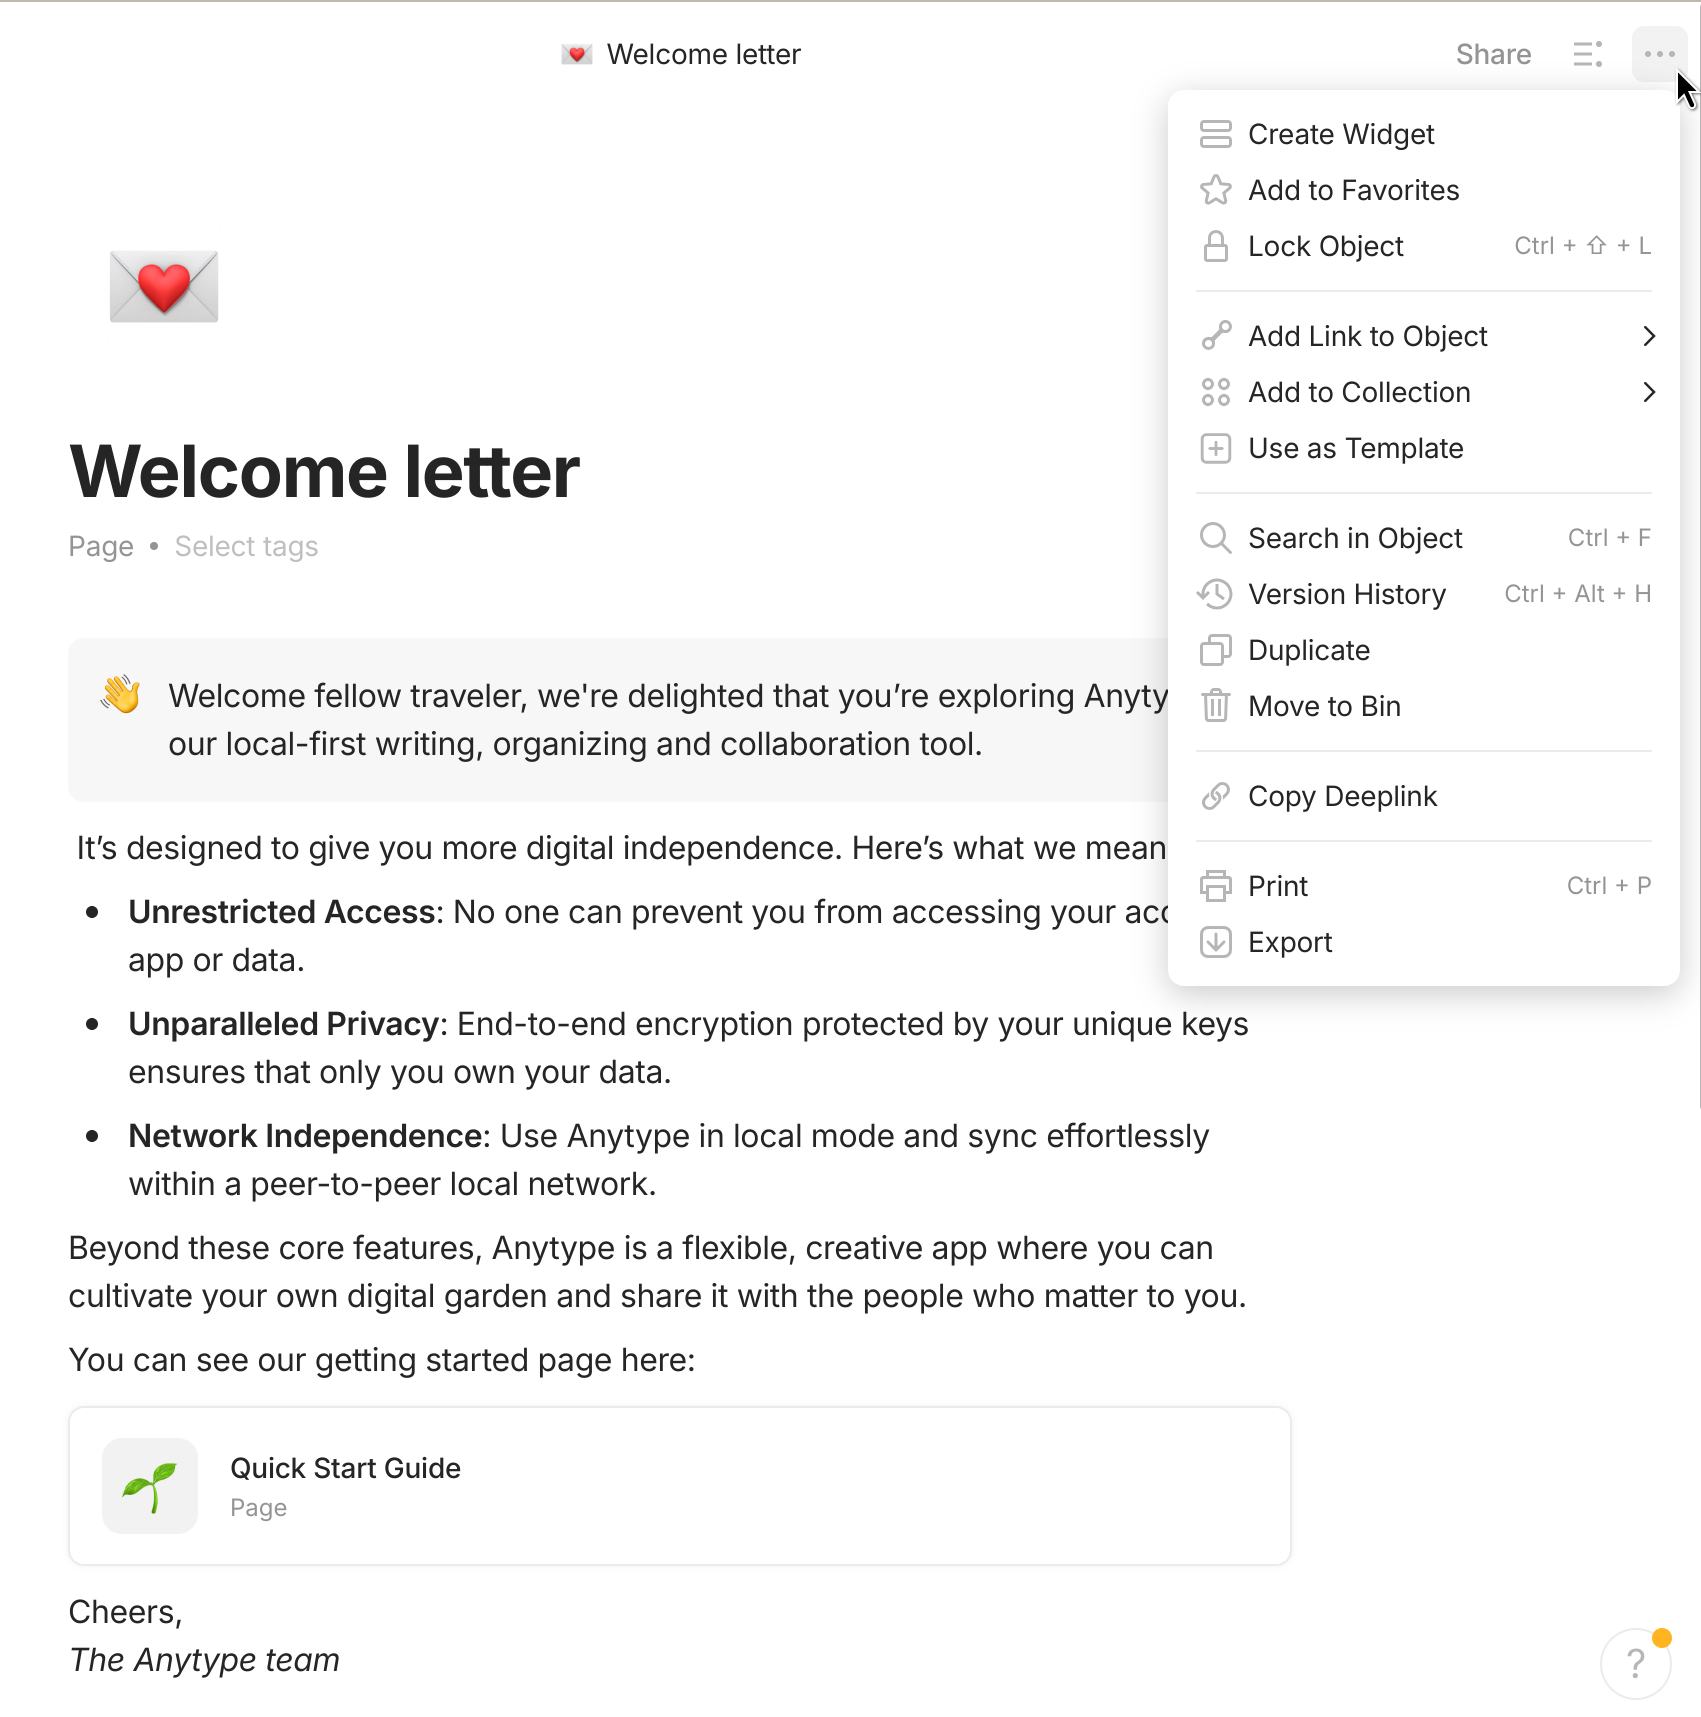 Welcome letter
Share
Create Widget
Add to Favorites
Lock Object Ctrl + ⇧ + L
Add Link to Object
Add to Collection
Use as Template
Search in Object Ctrl + F
Version History Ctrl + Alt + H
Duplicate
Move to Bin
Copy Deeplink
Print Ctrl + P
Export
Welcome letter
Page • Select tags
Welcome fellow traveler, we're delighted that you’re exploring
our local-first writing, organizing and collaboration tool.
It’s designed to give you more digital independence. Here’s what we mean
• Unrestricted Access: No one can prevent you from accessing your
app or data.
• Unparalleled Privacy: End-to-end encryption protected by your unique keys
ensures that only you own your data.
• Network Independence: Use Anytype in local mode and sync effortlessly
within a peer-to-peer local network.
Beyond these core features, Anytype is a flexible, creative app where you can
cultivate your own digital garden and share it with the people who matter to you.
You can see our getting started page here:
Quick Start Guide
Page
Cheers,
The Anytype team
?